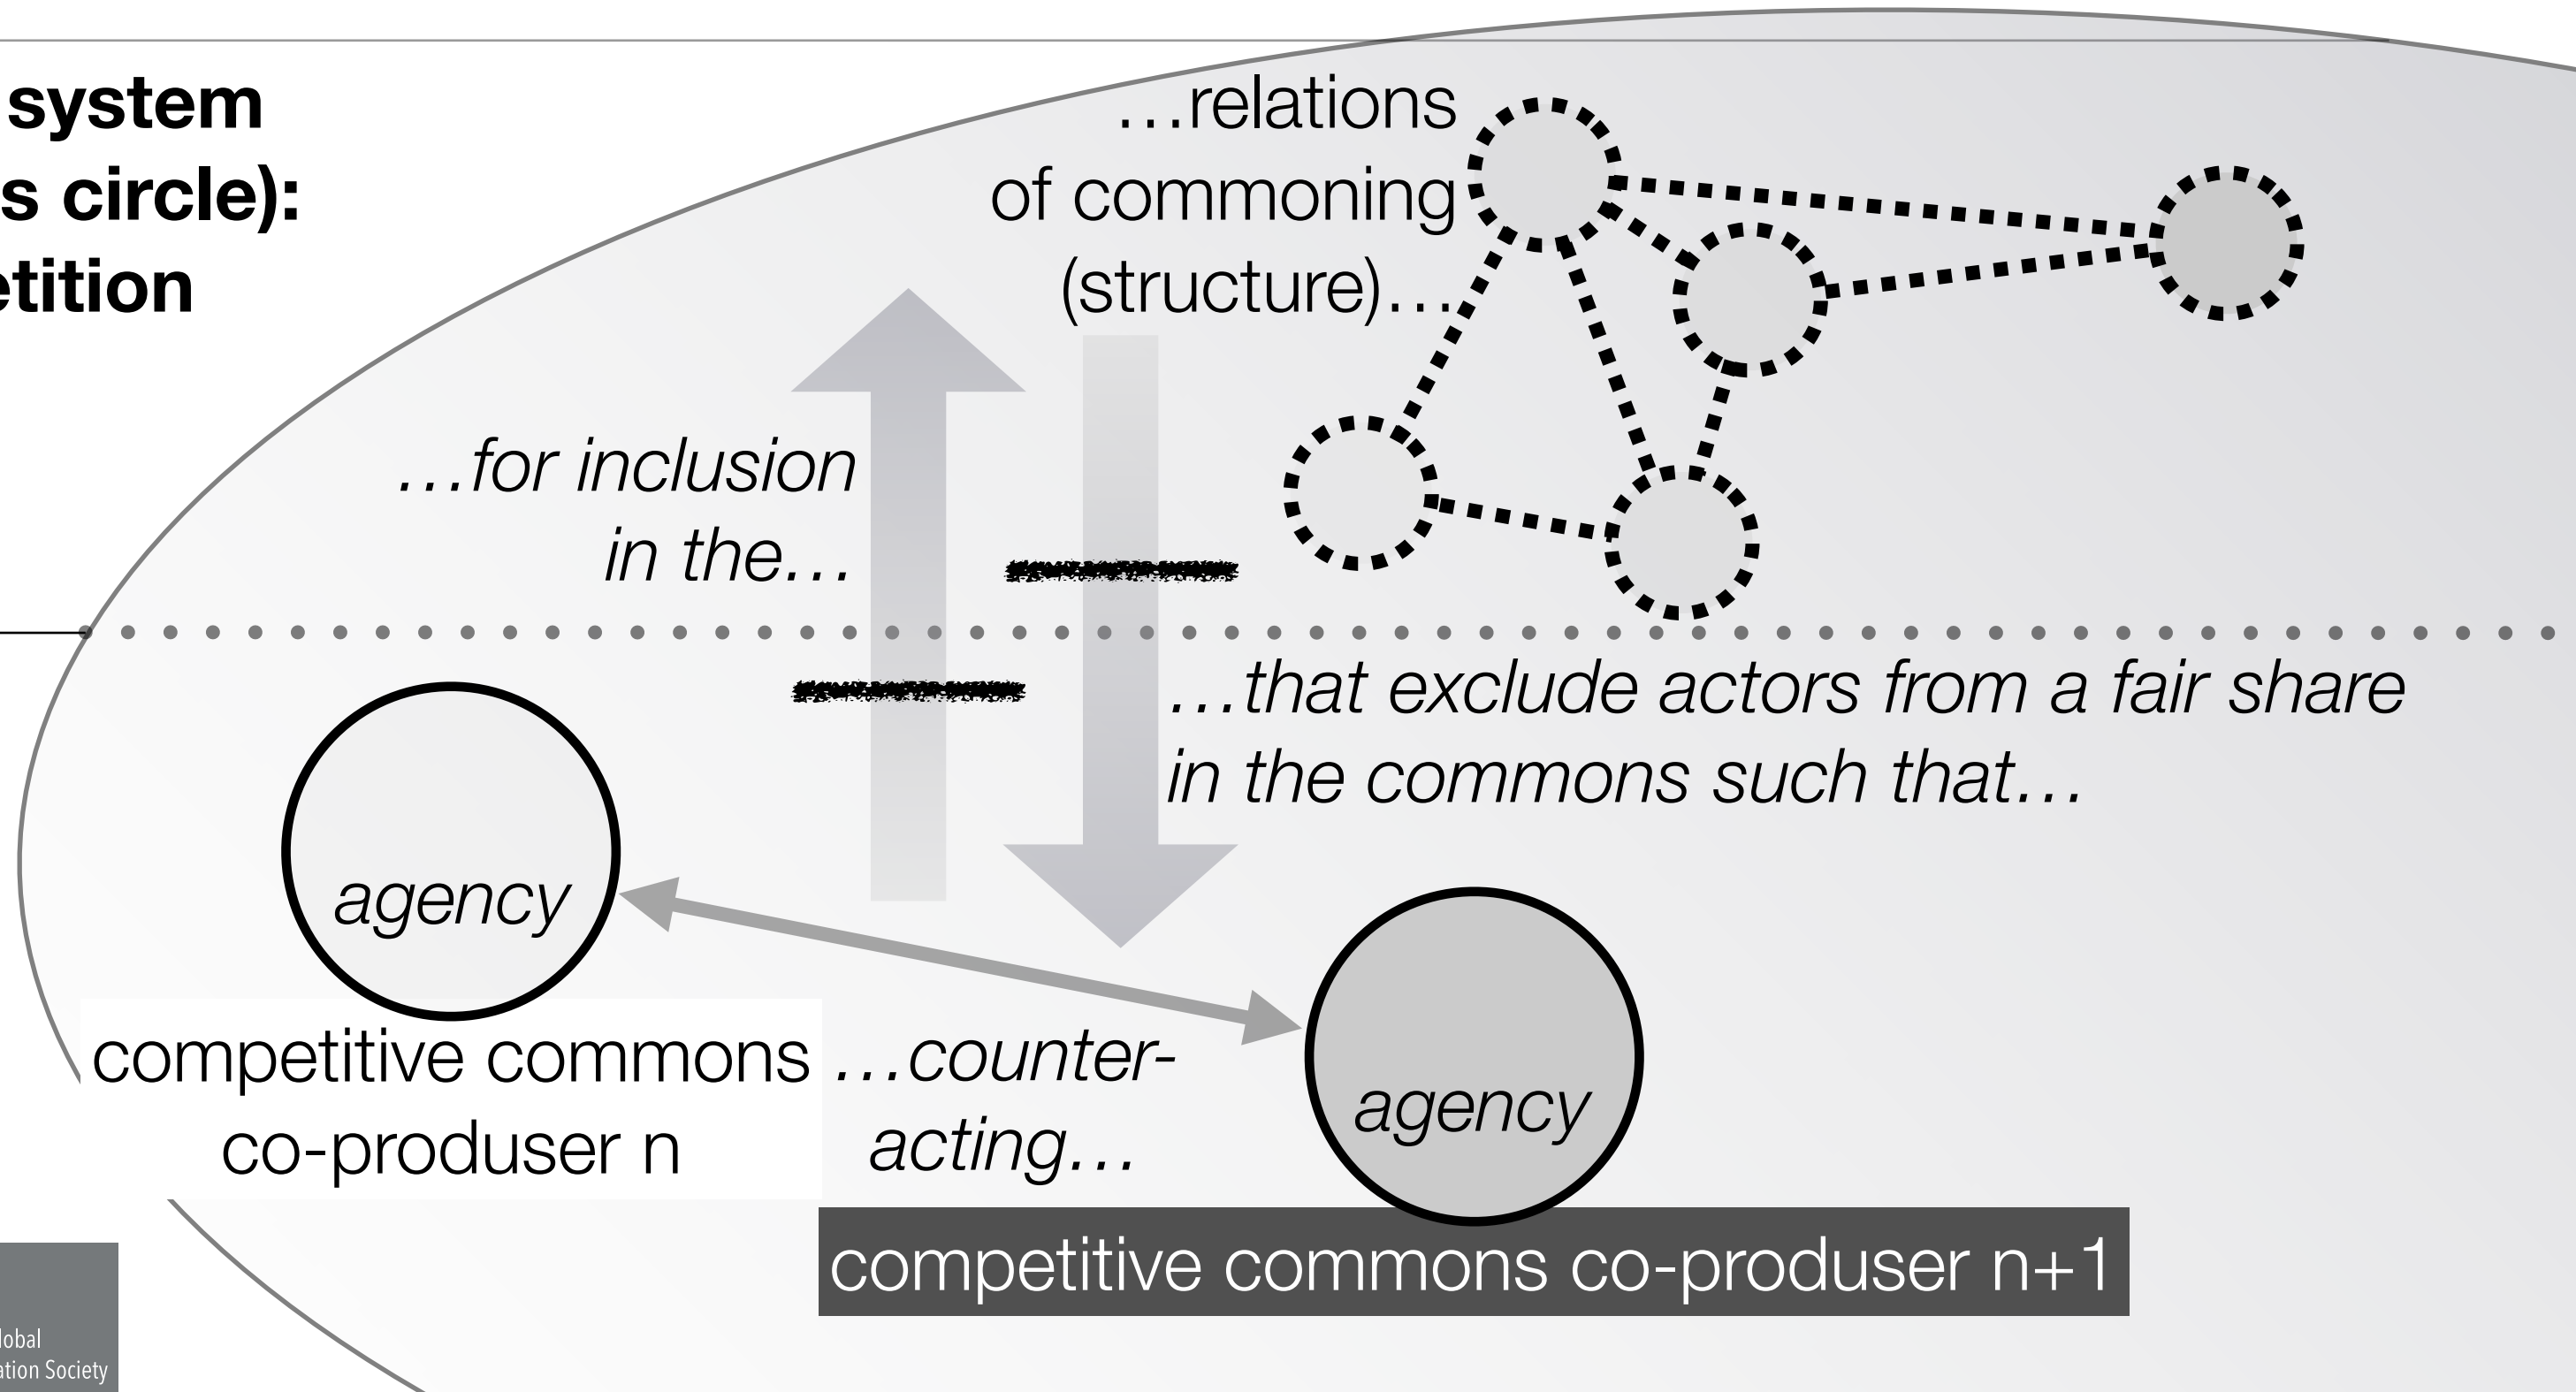 system
s circle):
etition
…relations
of commoning
(structure)…
…for inclusion
in the…
…that exclude actors from a fair share
in the commons such that…
agency
competitive commons
co-produser n
…counter-
acting…
agency
competitive commons co-produser n+1
lobal
ation Society